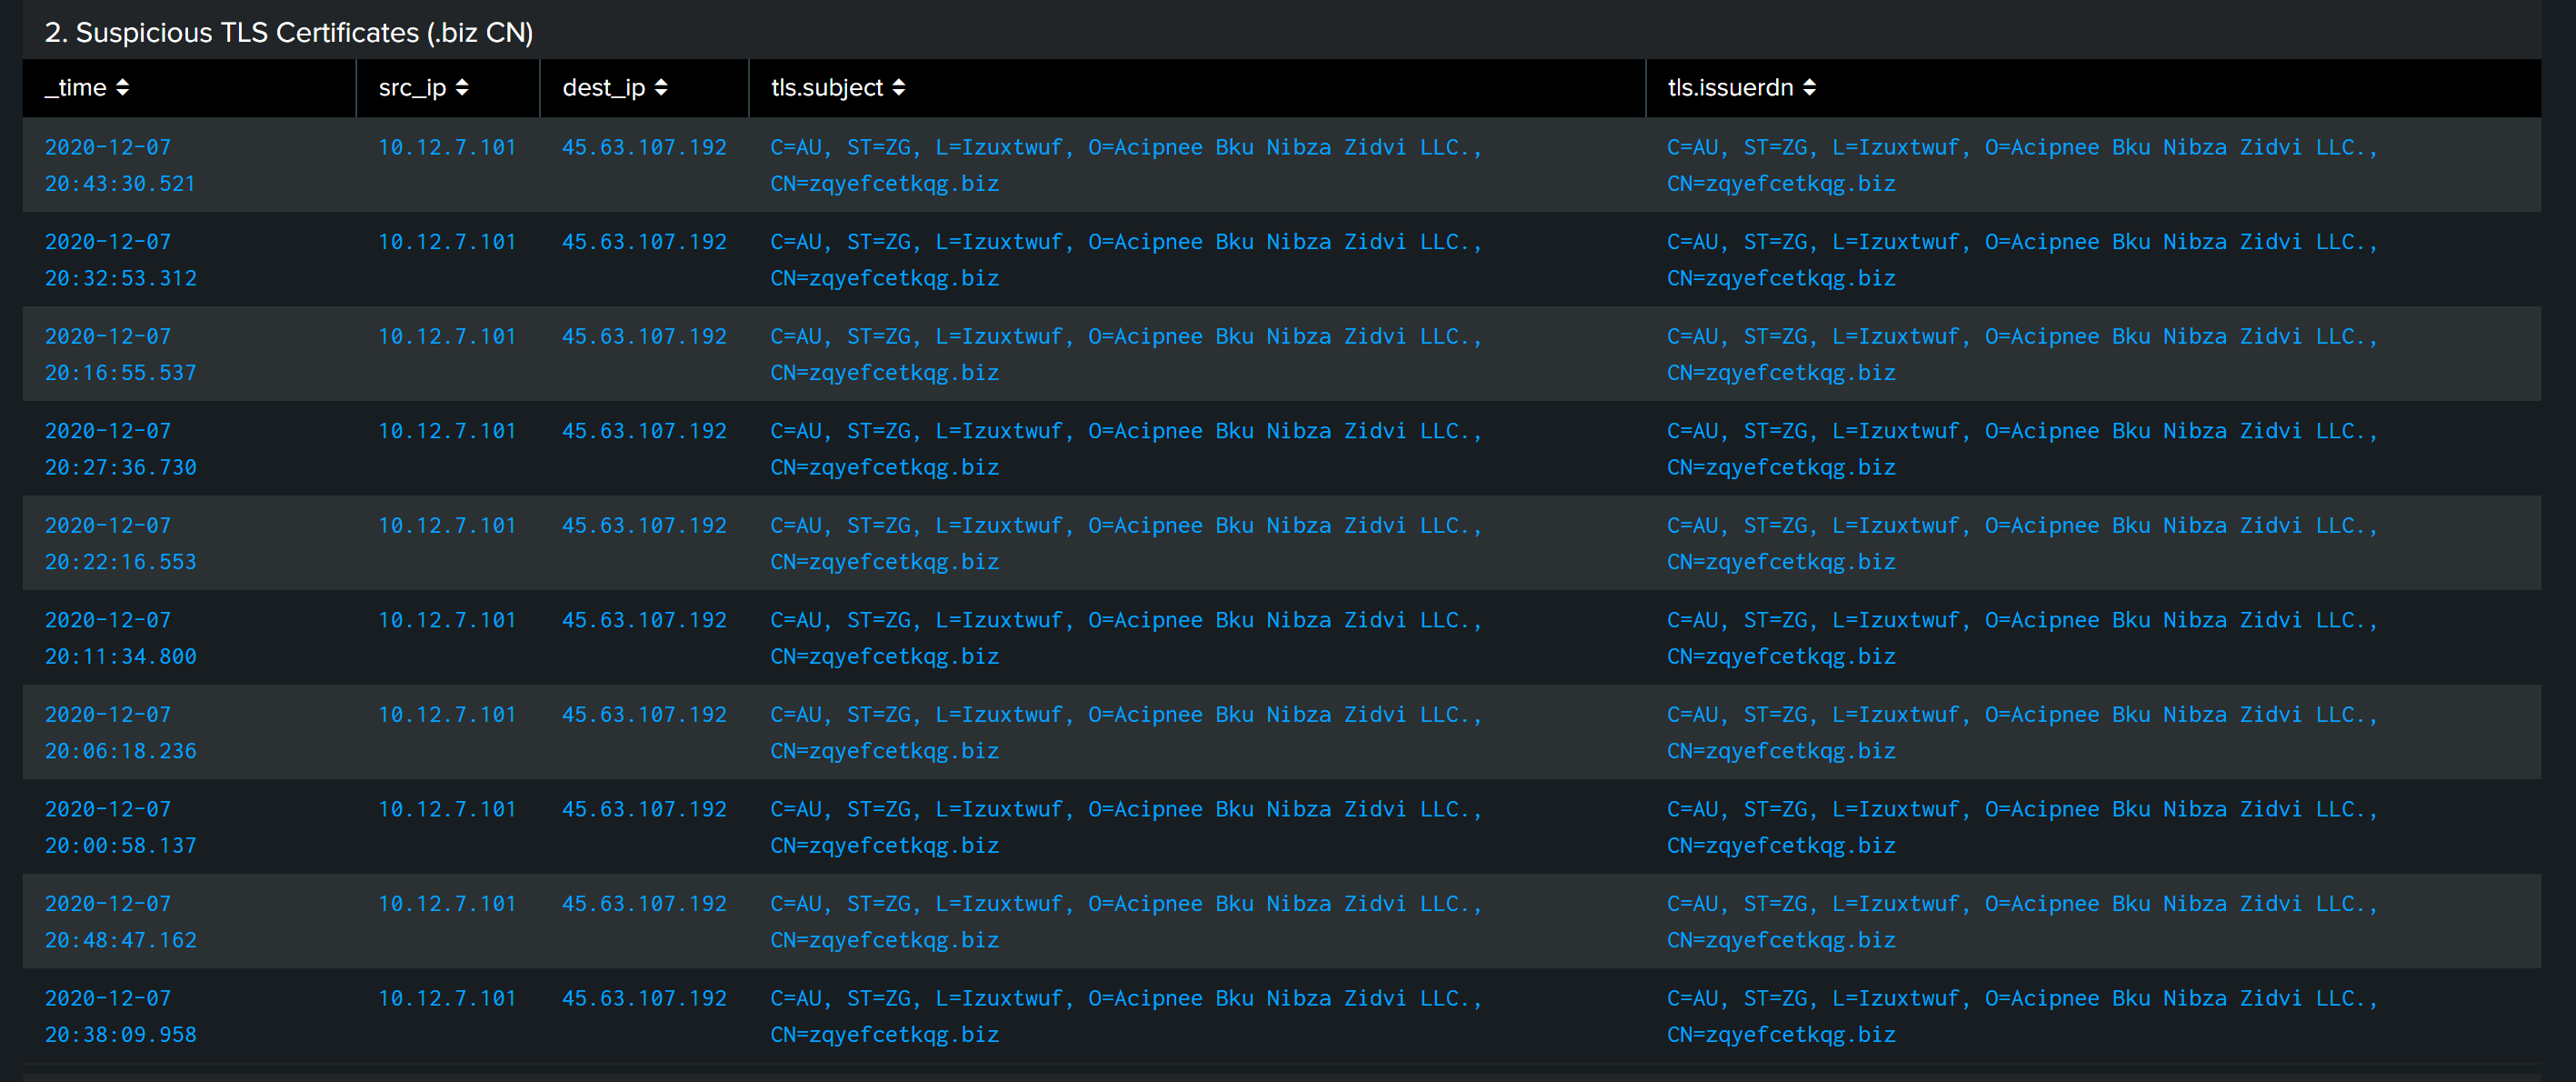 2. Suspicious TLS Certificates (.biz CN)
_time src_ip dest_ip tls.subject tls.issuerdn
2020-12-07 10.12.7.101 45.63.107.192 C=AU, ST=ZG, L=Izuxtwuf, O=Acipnee Bku Nibza Zidvi LLC., C=AU, ST=ZG, L=Izuxtwuf, O=Acipnee Bku Nibza Zidvi LLC.,
20:43:30.521 CN=zqyefcetkqg.biz CN=zqyefcetkqg.biz
2020-12-07 10.12.7.101 45.63.107.192 C=AU, ST=ZG, L=Izuxtwuf, O=Acipnee Bku Nibza Zidvi LLC., C=AU, ST=ZG, L=Izuxtwuf, O=Acipnee Bku Nibza Zidvi LLC.,
20:32:53.312 CN=zqyefcetkqg.biz CN=zqyefcetkqg.biz
2020-12-07 10.12.7.101 45.63.107.192 C=AU, ST=ZG, L=Izuxtwuf, O=Acipnee Bku Nibza Zidvi LLC., C=AU, ST=ZG, L=Izuxtwuf, O=Acipnee Bku Nibza Zidvi LLC.,
20:16:55.537 CN=zqyefcetkqg.biz CN=zqyefcetkqg.biz
2020-12-07 10.12.7.101 45.63.107.192 C=AU, ST=ZG, L=Izuxtwuf, O=Acipnee Bku Nibza Zidvi LLC., C=AU, ST=ZG, L=Izuxtwuf, O=Acipnee Bku Nibza Zidvi LLC.,
20:27:36.730 CN=zqyefcetkqg.biz CN=zqyefcetkqg.biz
2020-12-07 10.12.7.101 45.63.107.192 C=AU, ST=ZG, L=Izuxtwuf, O=Acipnee Bku Nibza Zidvi LLC., C=AU, ST=ZG, L=Izuxtwuf, O=Acipnee Bku Nibza Zidvi LLC.,
20:22:16.553 CN=zqyefcetkqg.biz CN=zqyefcetkqg.biz
2020-12-07 10.12.7.101 45.63.107.192 C=AU, ST=ZG, L=Izuxtwuf, O=Acipnee Bku Nibza Zidvi LLC., C=AU, ST=ZG, L=Izuxtwuf, O=Acipnee Bku Nibza Zidvi LLC.,
20:11:34.800 CN=zqyefcetkqg.biz CN=zqyefcetkqg.biz
2020-12-07 10.12.7.101 45.63.107.192 C=AU, ST=ZG, L=Izuxtwuf, O=Acipnee Bku Nibza Zidvi LLC., C=AU, ST=ZG, L=Izuxtwuf, O=Acipnee Bku Nibza Zidvi LLC.,
20:06:18.236 CN=zqyefcetkqg.biz CN=zqyefcetkqg.biz
2020-12-07 10.12.7.101 45.63.107.192 C=AU, ST=ZG, L=Izuxtwuf, O=Acipnee Bku Nibza Zidvi LLC., C=AU, ST=ZG, L=Izuxtwuf, O=Acipnee Bku Nibza Zidvi LLC.,
20:00:58.137 CN=zqyefcetkqg.biz CN=zqyefcetkqg.biz
2020-12-07 10.12.7.101 45.63.107.192 C=AU, ST=ZG, L=Izuxtwuf, O=Acipnee Bku Nibza Zidvi LLC., C=AU, ST=ZG, L=Izuxtwuf, O=Acipnee Bku Nibza Zidvi LLC.,
20:48:47.162 CN=zqyefcetkqg.biz CN=zqyefcetkqg.biz
2020-12-07 10.12.7.101 45.63.107.192 C=AU, ST=ZG, L=Izuxtwuf, O=Acipnee Bku Nibza Zidvi LLC., C=AU, ST=ZG, L=Izuxtwuf, O=Acipnee Bku Nibza Zidvi LLC.,
20:38:09.958 CN=zqyefcetkqg.biz CN=zqyefcetkqg.biz